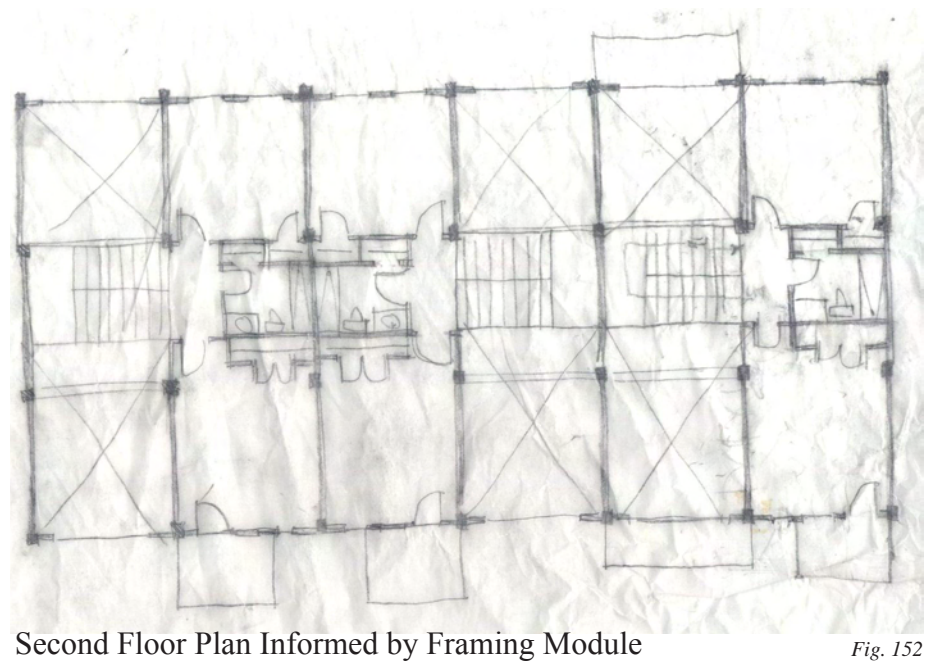 Second Floor Plan Informed by Framing Module
Fig. 152